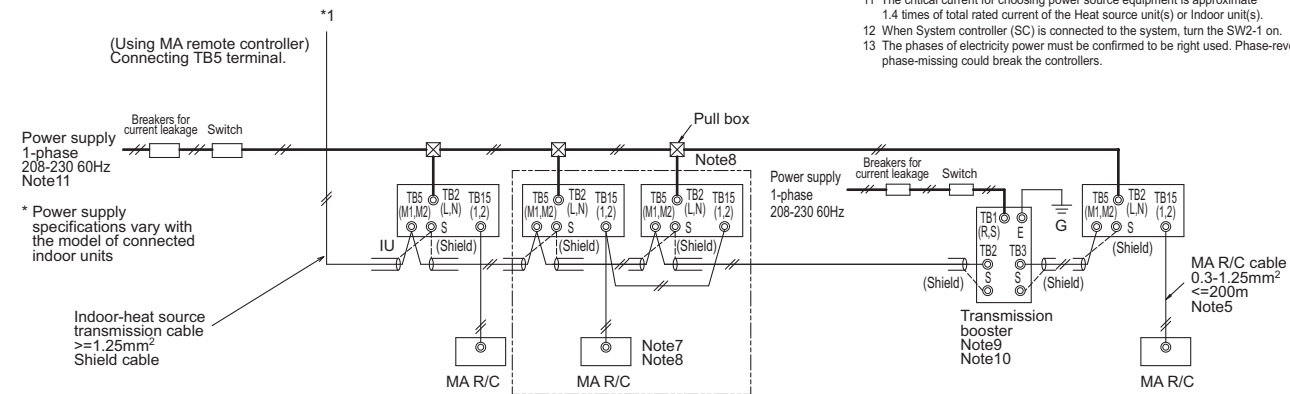 11 The critical current for choosing power source equipment is approximate
1.4 times of total rated current of the Heat source unit(s) or Indoor unit(s).
12 When System controller (SC) is connected to the system, turn the SW2-1 on.
13 The phases of electricity power must be confirmed to be right used. Phase-reve
phase-missing could break the controllers.
*1
(Using MA remote controller)
Connecting TB5 terminal.
Power supply
1-phase
208-230 60Hz
Note11
Breakers for
current leakage
Switch
* Power supply
specifications vary with
the model of connected
indoor units
Pull box
Note8
Power supply
1-phase
208-230 60Hz
Breakers for
current leakage
Switch
TB5
(M1,M2)
TB2
(L,N)
TB15
(1,2)
S
(Shield)
IU
TB5
(M1,M2)
TB2
(L,N)
TB15
(1,2)
S
(Shield)
TB5
(M1,M2)
TB2
(L,N)
TB15
(1,2)
S
(Shield)
TB1
(R,S)
E
G
TB2
TB3
S
S
(Shield)
(Shield)
TB5
(M1,M2)
TB2
(L,N)
TB15
(1,2)
S
(Shield)
Indoor-heat source
transmission cable
>=1.25mm²
Shield cable
MA R/C
MA R/C
Note7
Note8
Transmission
booster
Note9
Note10
MA R/C cable
0.3-1.25mm²
<=200m
Note5
MA R/C